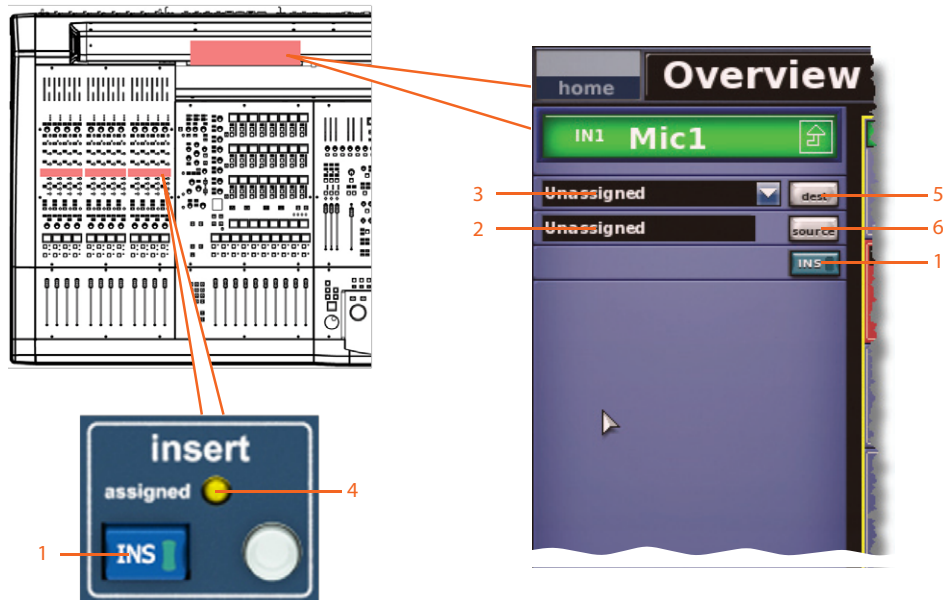 home
Overview
IN1 Mic1
3 Unassigned dest 5
2 Unassigned source 6
INS 1
insert
assigned 4
1 INS